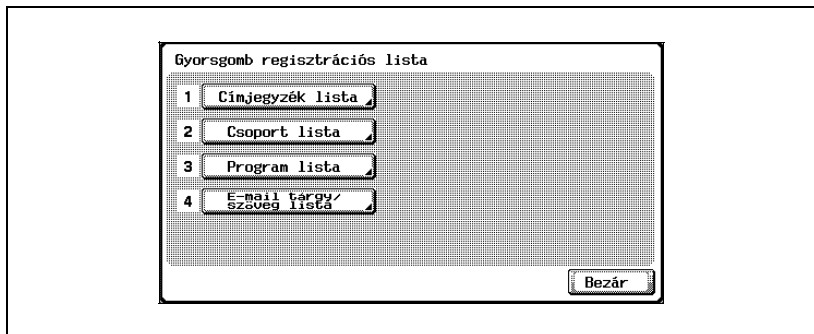 Gyorsgomb regisztrációs lista
1 Címjegyzék lista
2 Csoport lista
3 Program lista
4 E-mail tárgy/
szöveg lista
Bezár